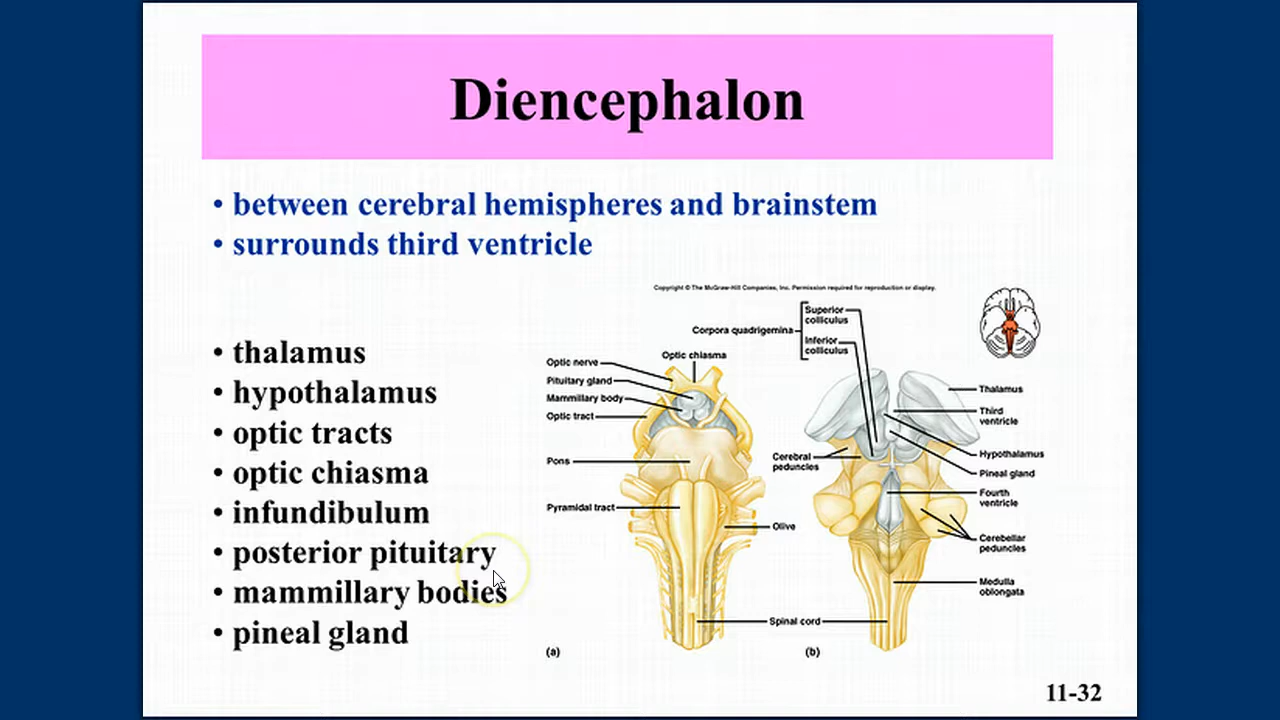 Diencephalon
• between cerebral hemispheres and brainstem
• surrounds third ventricle
• thalamus
• hypothalamus
• optic tracts
• optic chiasma
• infundibulum
• posterior pituitary
• mammillary bodies
• pineal gland
Copyright © The McGraw-Hill Companies, Inc. Permission required for reproduction or display.
Optic chiasma
Optic nerve
Pituitary gland
Mammillary body
Optic tract
Pons
Pyramidal tract
Olive
Spinal cord
(a)
Corpora quadrigemina
Superior
colliculus
Inferior
colliculus
Cerebral
peduncles
Thalamus
Third
ventricle
Hypothalamus
Pineal gland
Fourth
ventricle
Cerebellar
peduncles
Medulla
oblongata
(b)
11-32